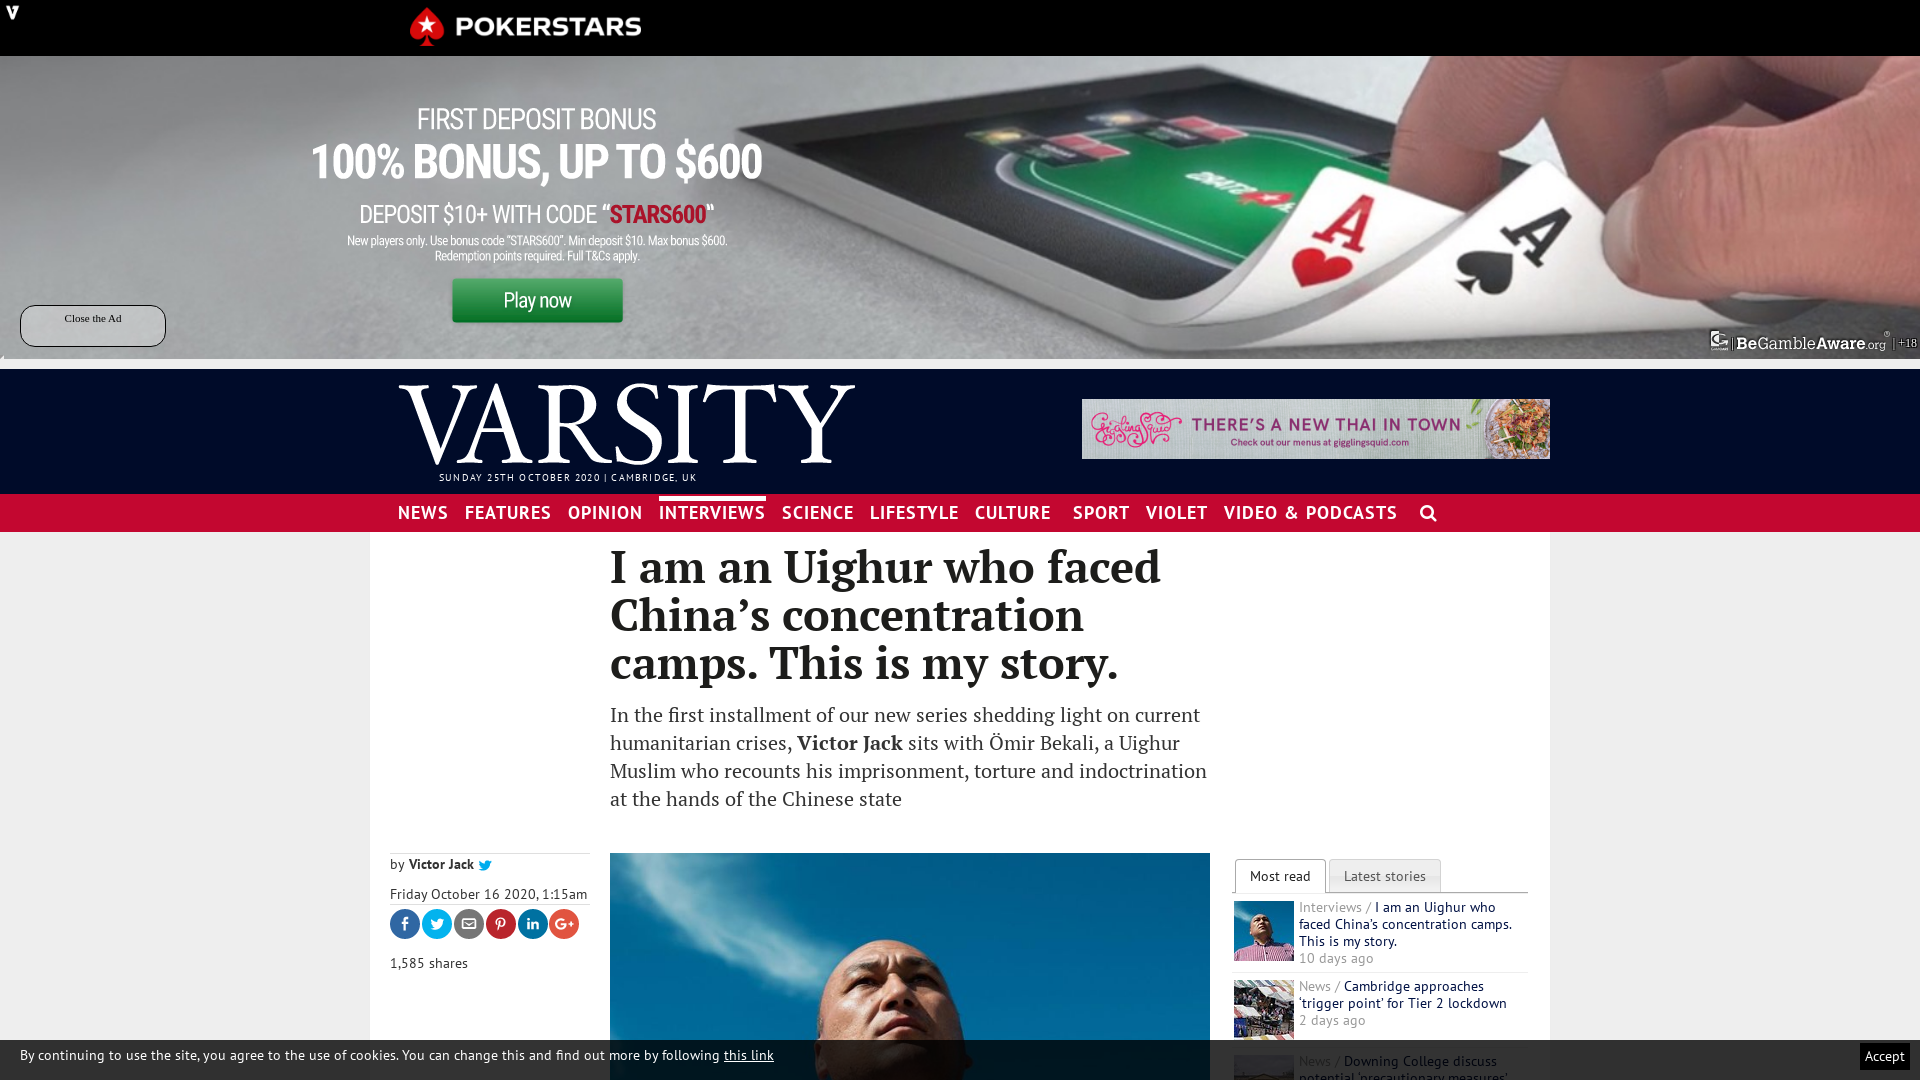 POKERSTARS
FIRST DEPOSIT BONUS
100% BONUS, UP TO $600
DEPOSIT $10+ WITH CODE “STARS600”
New players only. Use bonus code “STARS600”. Min deposit $10. Max bonus $600.
Redemption points required. Full T&Cs apply.
Play now
Close the Ad
BeGambleAware.org® | +18
VARSITY
SUNDAY 25TH OCTOBER 2020 | CAMBRIDGE, UK
Giggling Squid
THERE'S A NEW THAI IN TOWN
Check out our menus at gigglingsquid.com
NEWS FEATURES OPINION INTERVIEWS SCIENCE LIFESTYLE CULTURE SPORT VIOLET VIDEO & PODCASTS
I am an Uighur who faced
China’s concentration
camps. This is my story.
In the first installment of our new series shedding light on current
humanitarian crises, Victor Jack sits with Ömir Bekali, a Uighur
Muslim who recounts his imprisonment, torture and indoctrination
at the hands of the Chinese state
by Victor Jack
Friday October 16 2020, 1:15am
1,585 shares
Most read
Latest stories
Interviews / I am an Uighur who
faced China’s concentration camps.
This is my story.
10 days ago
News / Cambridge approaches
‘trigger point’ for Tier 2 lockdown
2 days ago
News / Downing College discuss
potential ‘precautionary measures’
By continuing to use the site, you agree to the use of cookies. You can change this and find out more by following this link
Accept